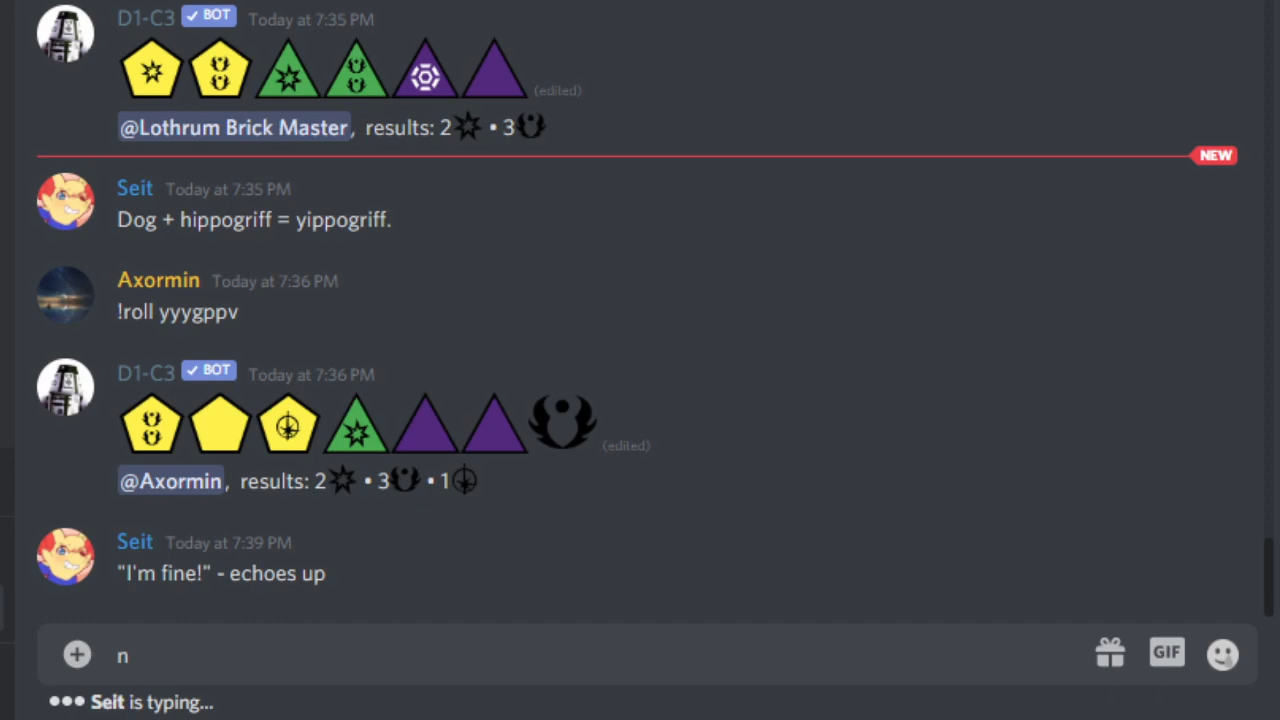 D1-C3 ✓ BOT Today at 7:35 PM
(edited)
@Lothrum Brick Master, results: 2 • 3
NEW
Seit Today at 7:35 PM
Dog + hippogriff = yippogriff.
Axormin Today at 7:36 PM
!roll yyygppv
D1-C3 ✓ BOT Today at 7:36 PM
(edited)
@Axormin, results: 2 • 3 • 1
Seit Today at 7:39 PM
"I'm fine!" - echoes up
n
GIF
Seit is typing...